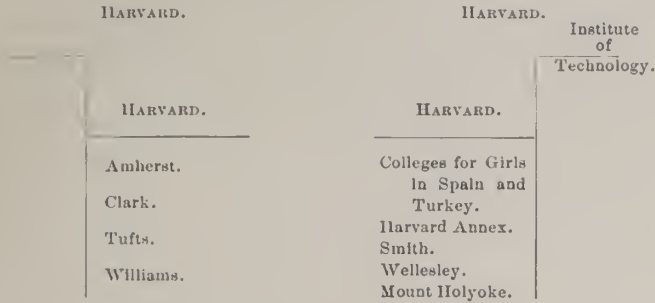 HARVARD.
HARVARD.
Institute
of
Technology.
HARVARD.
Amherst.
Clark.
Tufts.
Williams.
HARVARD.
Colleges for Girls
in Spain and
Turkey.
Harvard Annex.
Smith.
Wellesley.
Mount Holyoke.